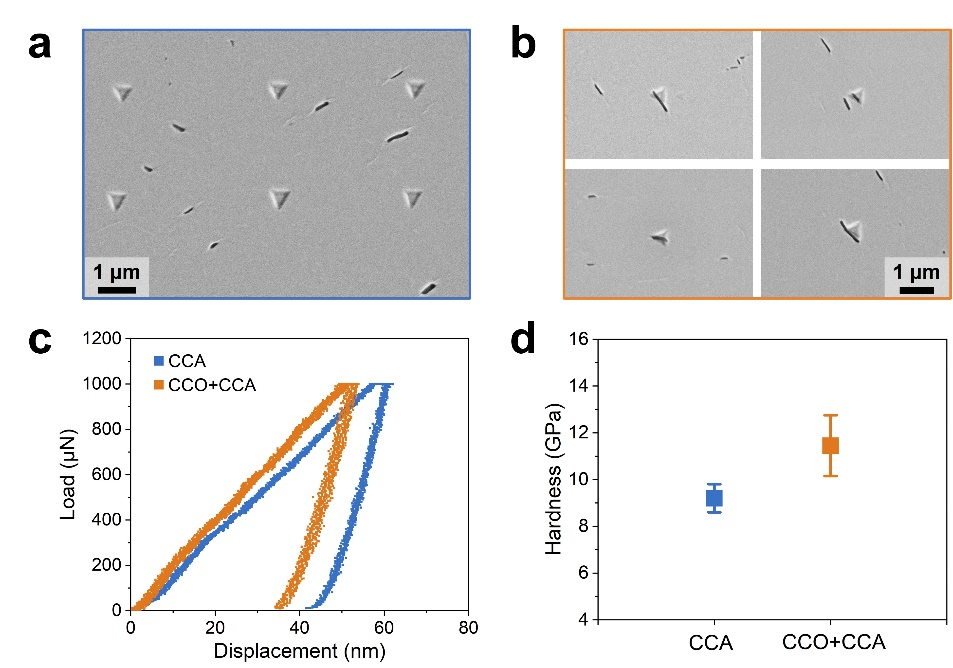 a
b
1 µm
1 µm
c
d
1200
1000
800
600
400
200
0
Load (µN)
CCA
CCO+CCA
0
20
40
60
80
Displacement (nm)
16
14
12
10
8
6
4
Hardness (GPa)
CCA
CCO+CCA